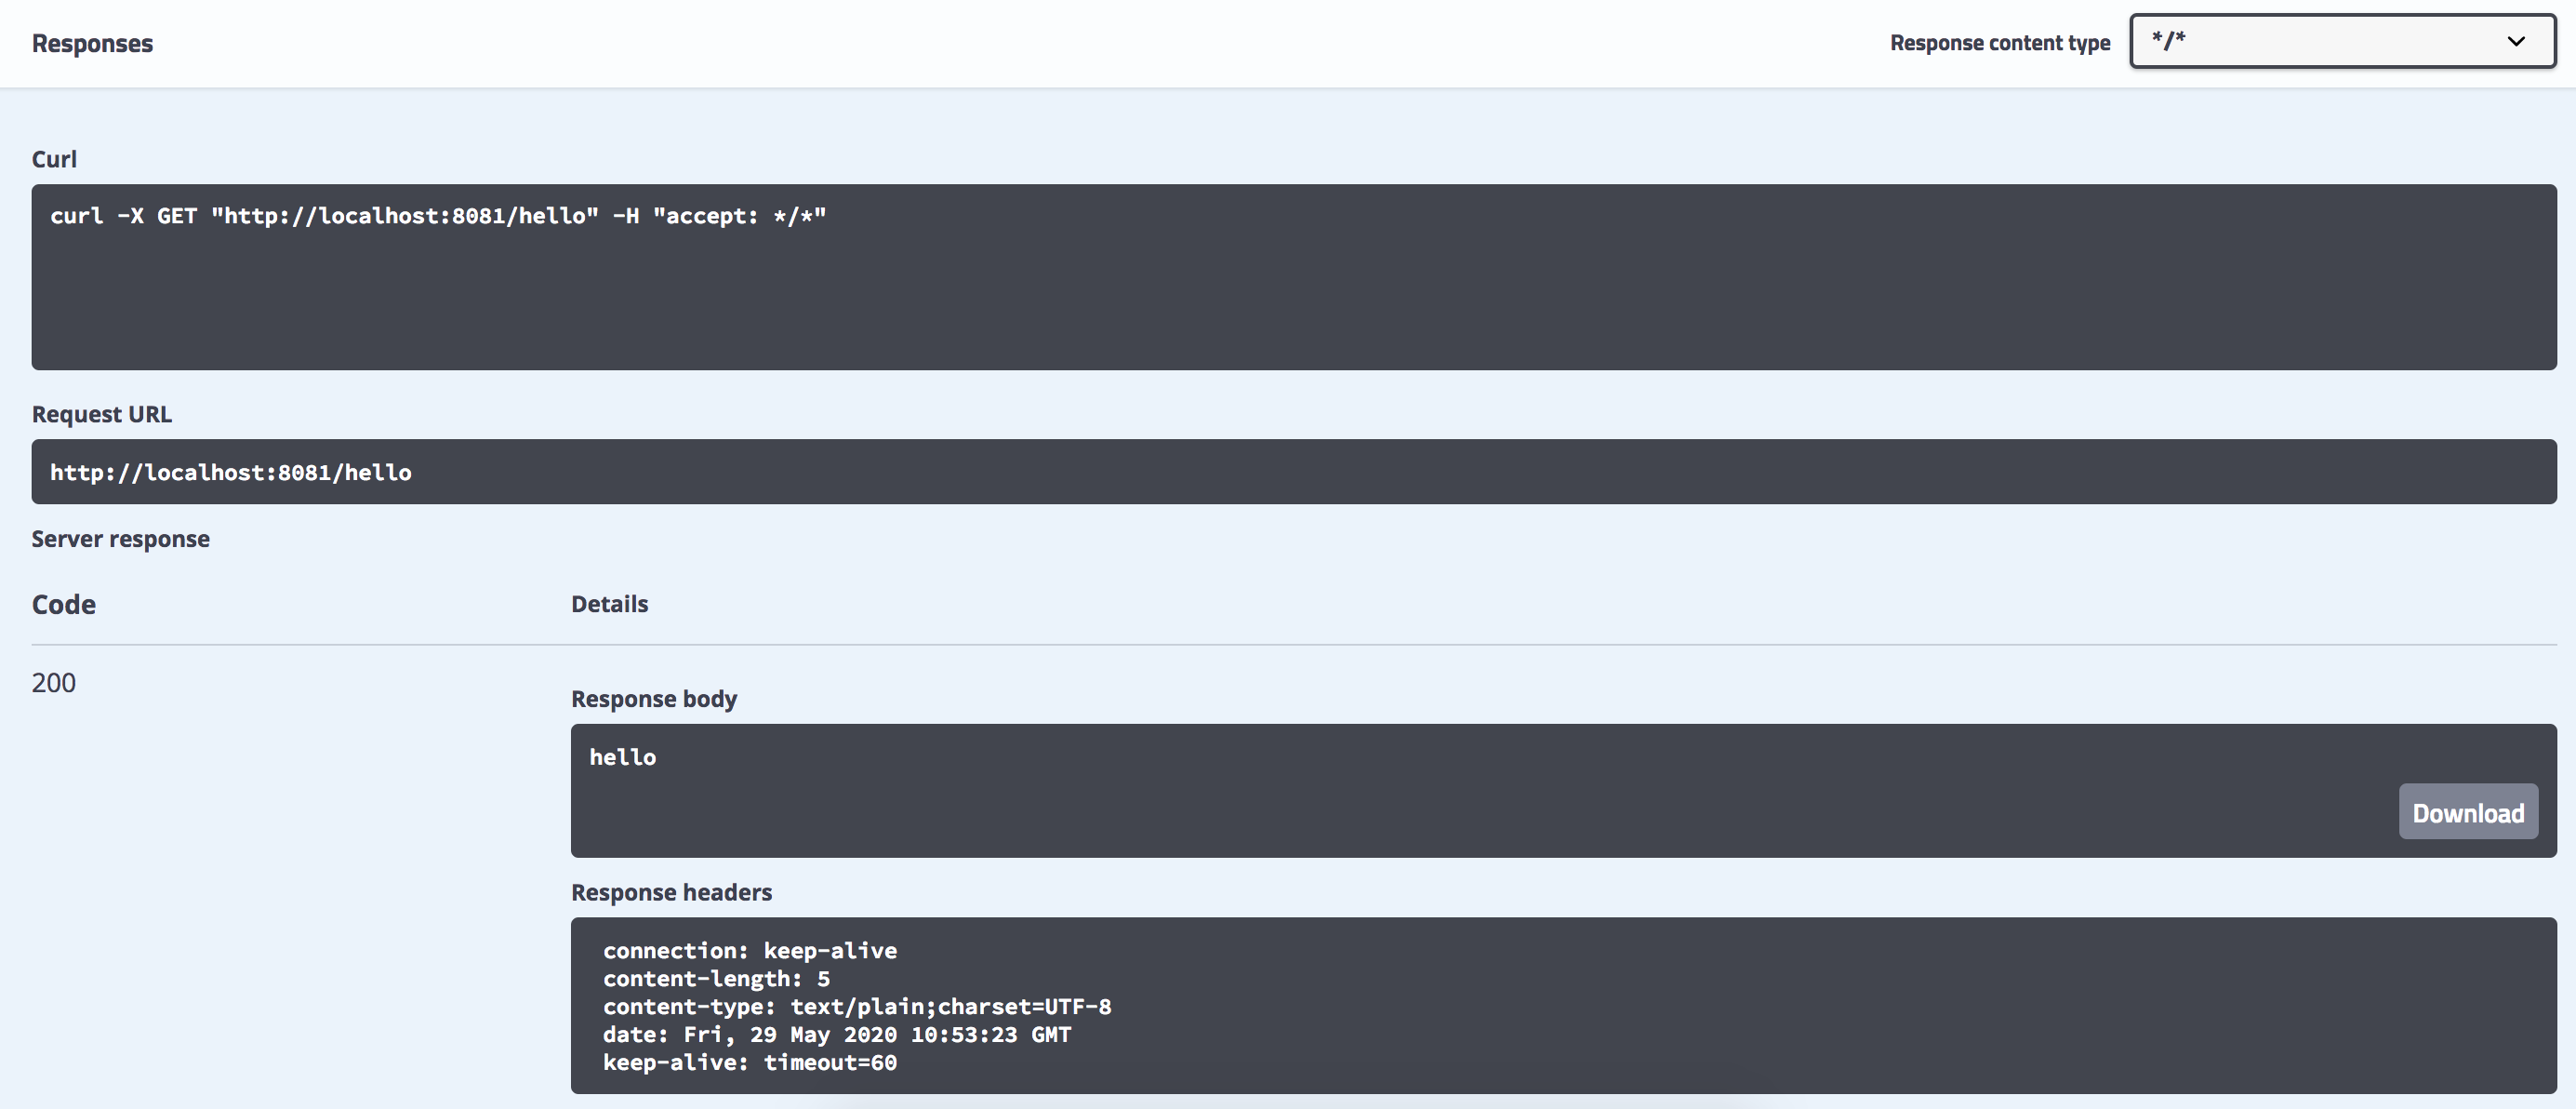 Responses
Response content type
*/*
Curl
curl -X GET "http://localhost:8081/hello" -H "accept: */*"
Request URL
http://localhost:8081/hello
Server response
Code
Details
200
Response body
hello
Download
Response headers
connection: keep-alive
content-length: 5
content-type: text/plain;charset=UTF-8
date: Fri, 29 May 2020 10:53:23 GMT
keep-alive: timeout=60